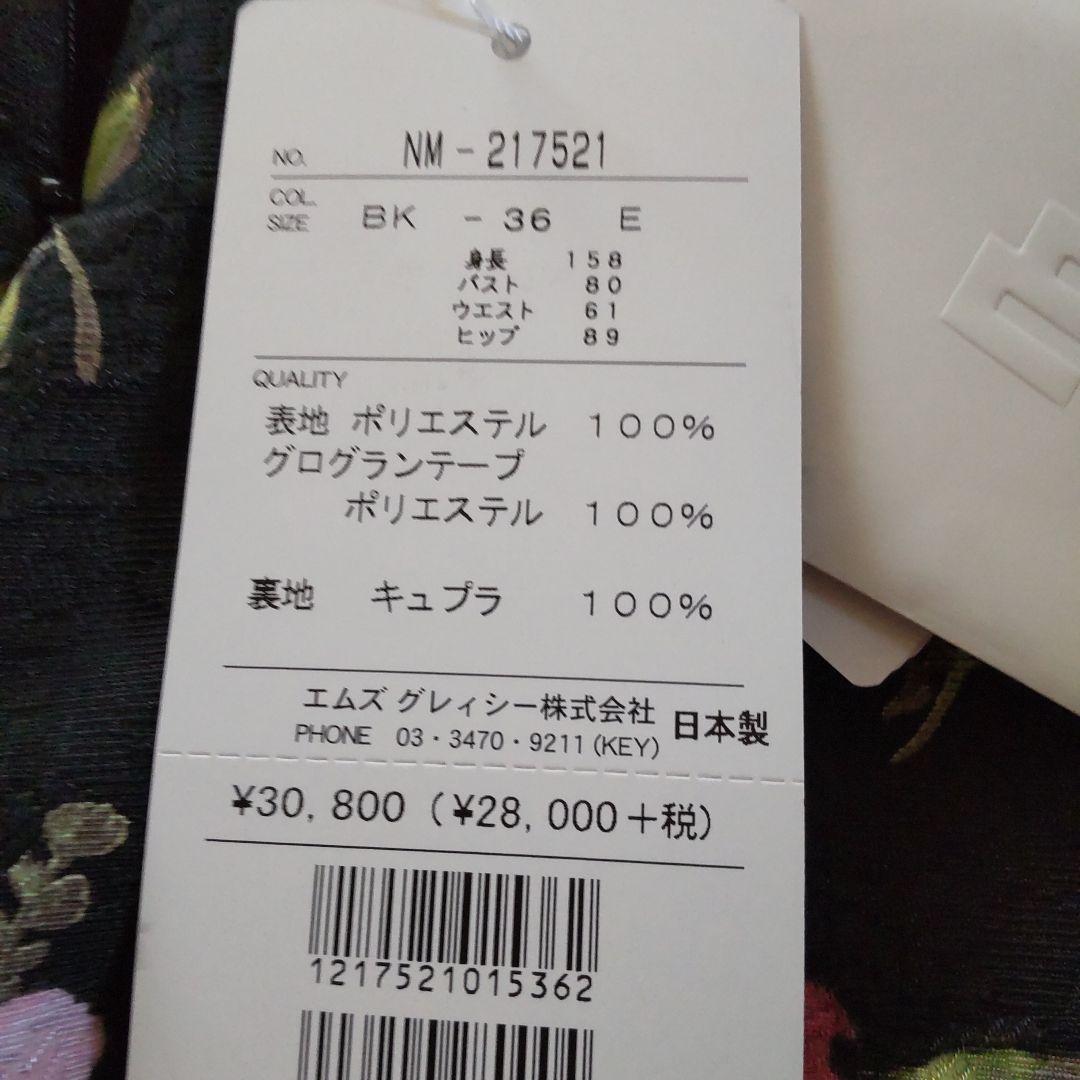 NO. NM-217521
COL.
SIZE BK -36 E
身長 158
バスト 80
ウエスト 61
ヒップ 89
QUALITY
表地 ポリエステル 100%
グログランテープ
ポリエステル 100%
裏地 キュプラ 100%
エムズ グレィシー株式会社 日本製
PHONE 03・3470・9211(KEY)
¥30,800(¥28,000+税)
1217521015362